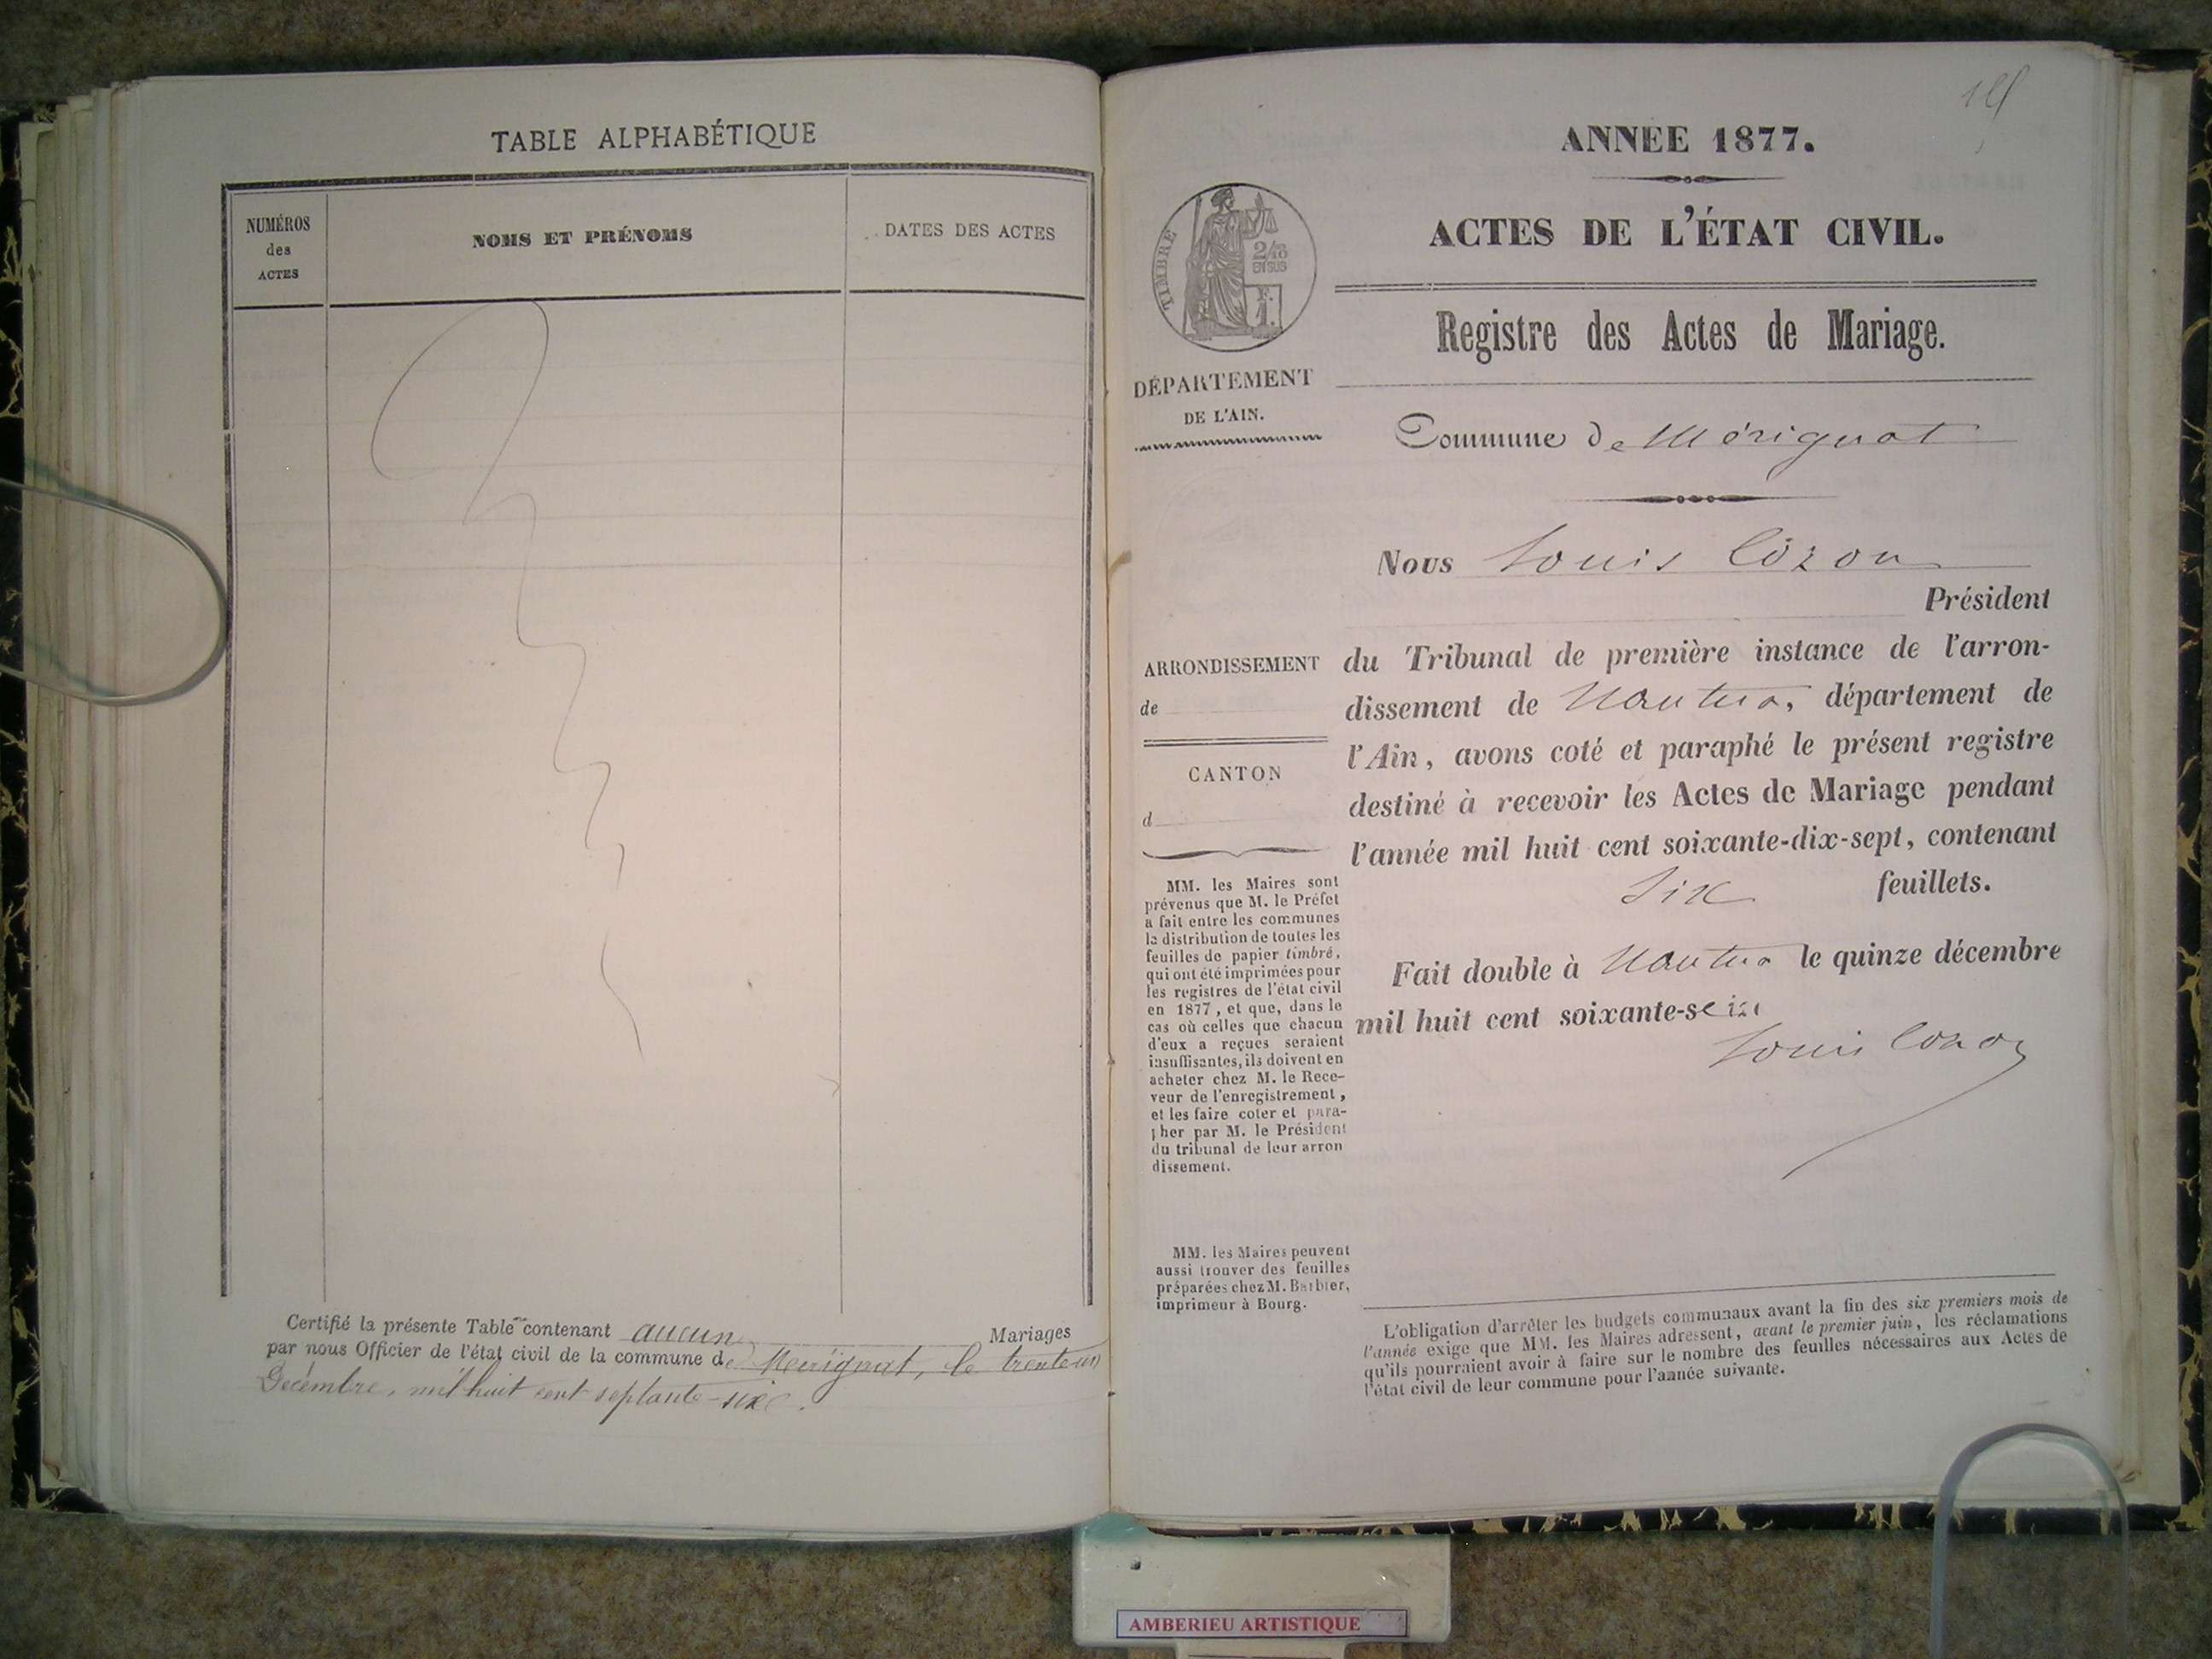 TABLE ALPHABÉTIQUE
NUMÉROS
des
ACTES
NOMS ET PRÉNOMS
DATES DES ACTES
Certifié la présente Table contenant aucun Mariages
par nous Officier de l'état civil de la commune de Mérignat, le trente-un
Décembre, mil huit cent septante-six.
ANNÉE 1877.
ACTES DE L'ÉTAT CIVIL.
TIMBRE
2/10
EN SUS
Registre des Actes de Mariage.
DÉPARTEMENT
DE L'AIN.
Commune de Mérignat
Nous Louis Cozon
Président
du Tribunal de première instance de l'arron-
dissement de Nantua, département de
l'Ain, avons coté et paraphé le présent registre
destiné à recevoir les Actes de Mariage pendant
l'année mil huit cent soixante-dix-sept, contenant
Six feuillets.
Fait double à Nantua le quinze décembre
mil huit cent soixante-seize
Louis Cozon
ARRONDISSEMENT
de
CANTON
d
MM. les Maires sont
prévenus que M. le Préfet
a fait entre les communes
la distribution de toutes les
feuilles de papier timbré,
qui ont été imprimées pour
les registres de l'état civil
en 1877, et que, dans le
cas où celles que chacun
d'eux a reçues seraient
insuffisantes, ils doivent en
acheter chez M. le Rece-
veur de l'enregistrement,
et les faire coter et para-
pher par M. le Président
du tribunal de leur arron
dissement.
MM. les Maires peuvent
aussi trouver des feuilles
préparées chez M. Barbier,
imprimeur à Bourg.
L'obligation d'arrêter les budgets communaux avant la fin des six premiers mois de
l'année exige que MM. les Maires adressent, avant le premier juin, les réclamations
qu'ils pourraient avoir à faire sur le nombre des feuilles nécessaires aux Actes de
l'état civil de leur commune pour l'année suivante.
AMBERIEU ARTISTIQUE